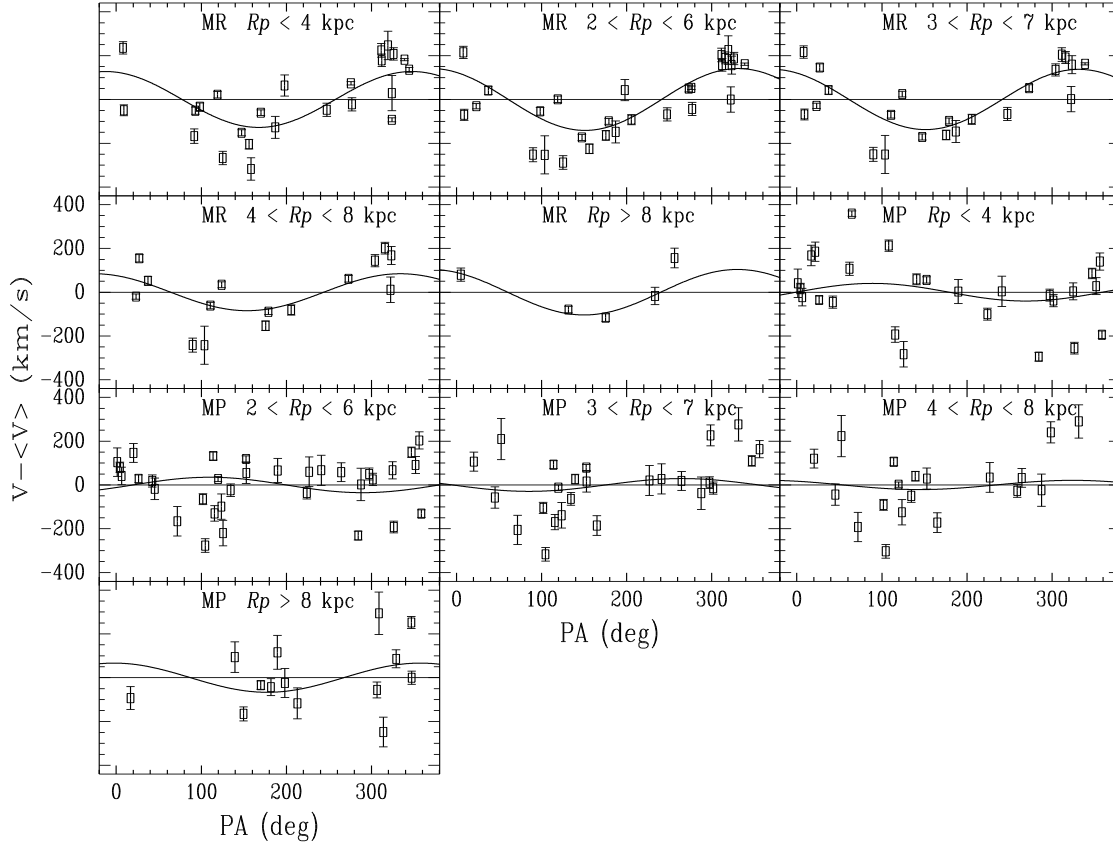 MR Rp < 4 kpc
MR 2 < Rp < 6 kpc
MR 3 < Rp < 7 kpc
400
200
0
-200
-400
MR 4 < Rp < 8 kpc
MR Rp > 8 kpc
MP Rp < 4 kpc
V-<V> (km/s)
400
200
0
-200
-400
MP 2 < Rp < 6 kpc
MP 3 < Rp < 7 kpc
MP 4 < Rp < 8 kpc
0 100 200 300
0 100 200 300
PA (deg)
MP Rp > 8 kpc
0 100 200 300
PA (deg)